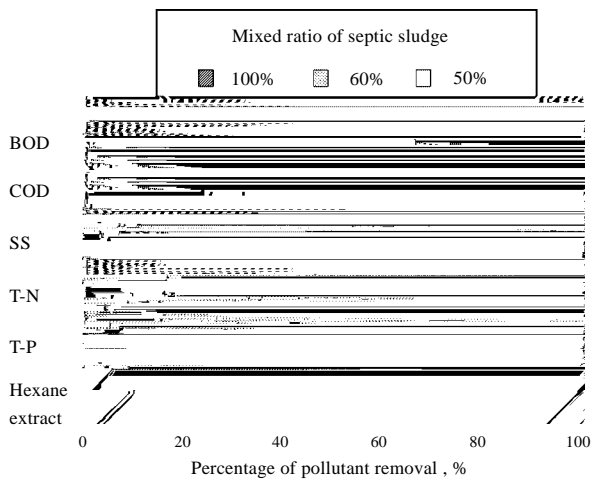 Mixed ratio of septic sludge
100% 60% 50%
BOD
COD
SS
T-N
T-P
Hexane
extract
0 20 40 60 80 100
Percentage of pollutant removal , %